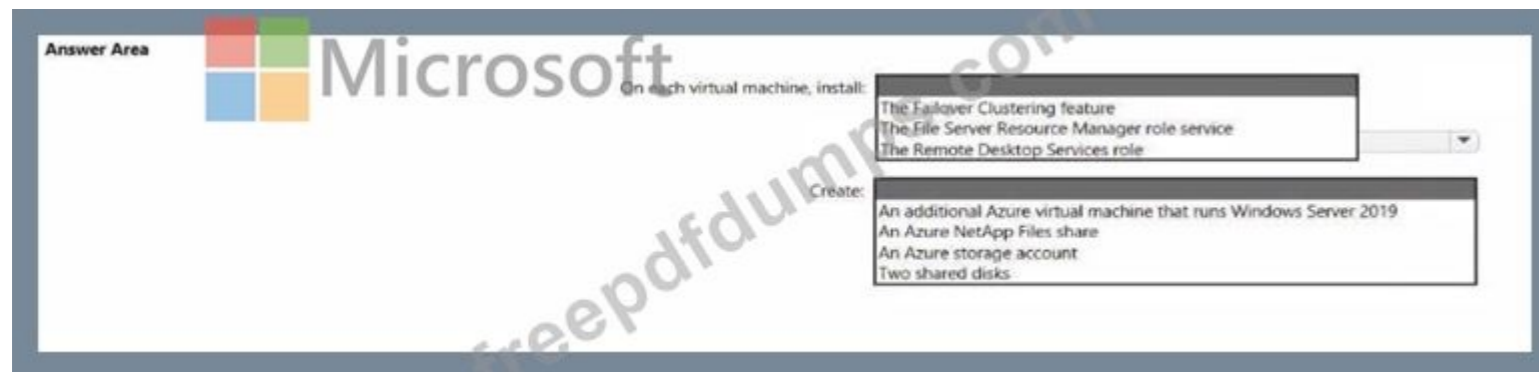 Answer Area
Microsoft
On each virtual machine, install:
The Failover Clustering feature
The File Server Resource Manager role service
The Remote Desktop Services role
Create:
An additional Azure virtual machine that runs Windows Server 2019
An Azure NetApp Files share
An Azure storage account
Two shared disks
freepdfdumps.com